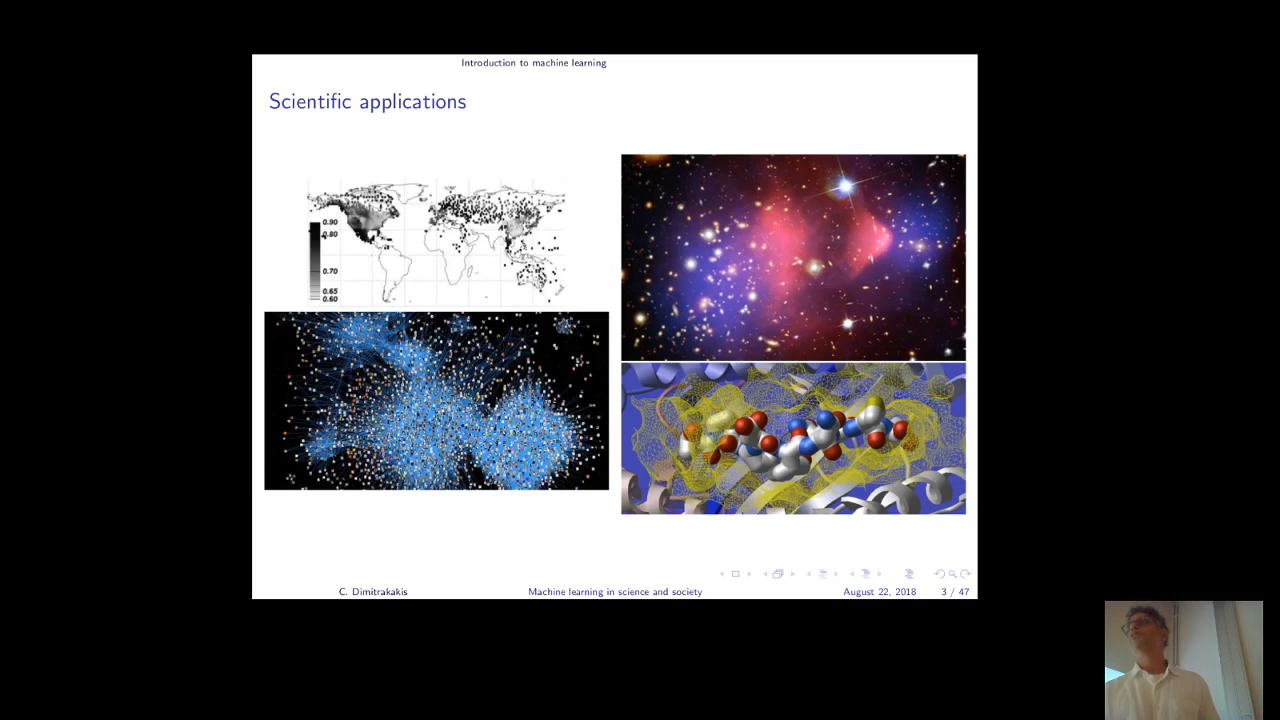 Introduction to machine learning
Scientific applications
0.90
0.80
0.70
0.65
0.60
C. Dimitrakakis Machine learning in science and society August 22, 2018 3 / 47